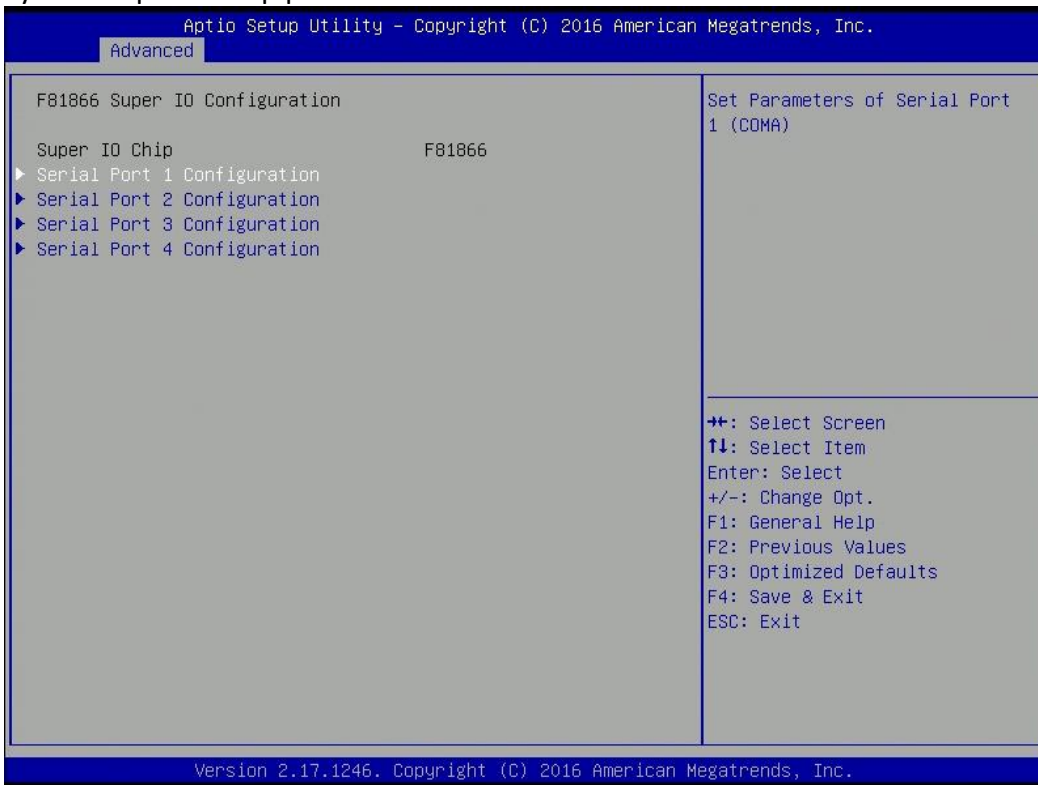 Aptio Setup Utility – Copyright (C) 2016 American Megatrends, Inc.
Advanced
F81866 Super IO Configuration
Super IO Chip F81866
▶ Serial Port 1 Configuration
▶ Serial Port 2 Configuration
▶ Serial Port 3 Configuration
▶ Serial Port 4 Configuration
Set Parameters of Serial Port
1 (COMA)
→←: Select Screen
↑↓: Select Item
Enter: Select
+/-: Change Opt.
F1: General Help
F2: Previous Values
F3: Optimized Defaults
F4: Save & Exit
ESC: Exit
Version 2.17.1246. Copyright (C) 2016 American Megatrends, Inc.